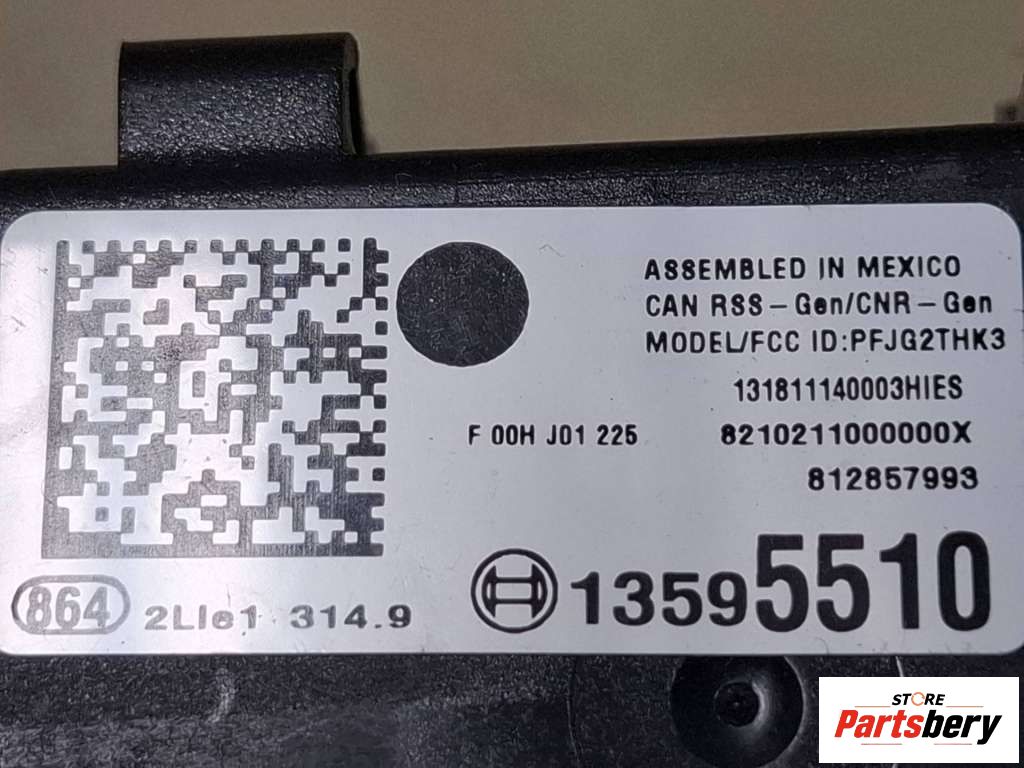 ASSEMBLED IN MEXICO
CAN RSS-Gen/CNR-Gen
MODEL/FCC ID:PFJG2THK3
131811140003HIES
F 00H J01 225 8210211000000X
812857993
864 2LIe1 314.9 13595510
STORE
Partsbery